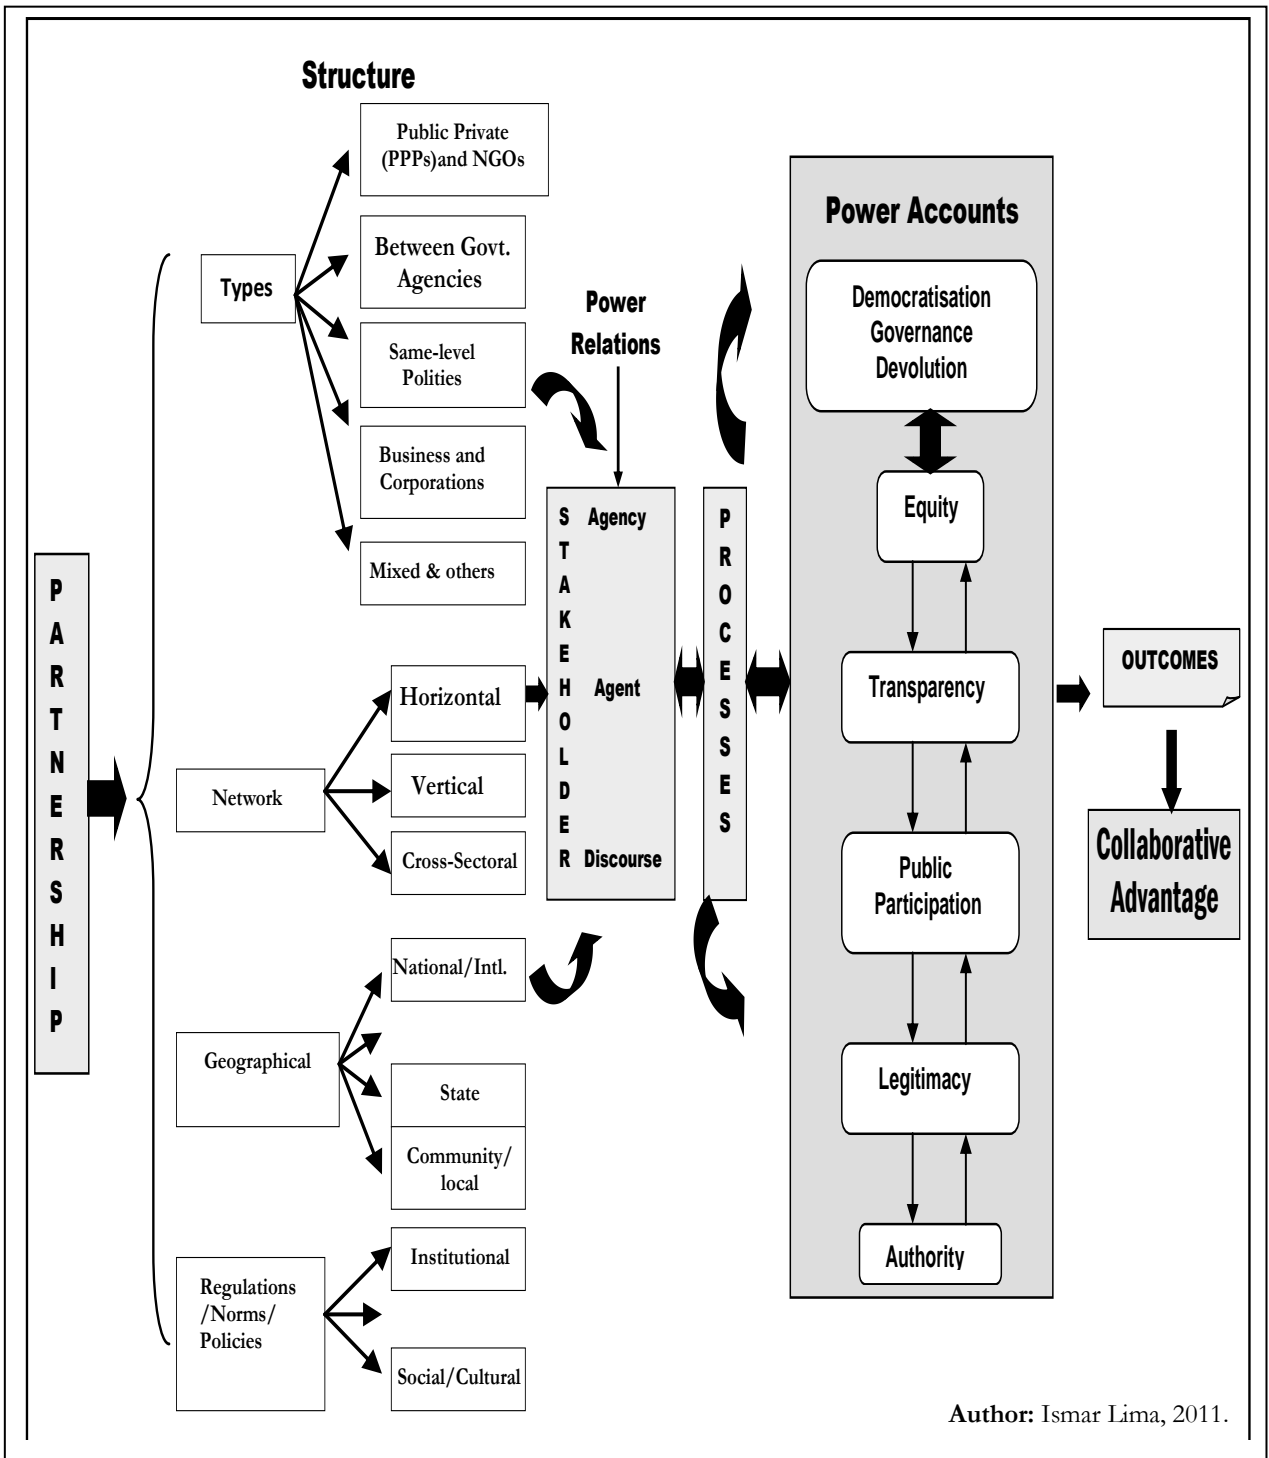 Structure
Public Private
(PPPs)and NGOs
Between Govt.
Agencies
Types
Same-level
Polities
Business and
Corporations
Mixed & others
PARTNERSHIP
Network
Horizontal
Vertical
Cross-Sectoral
Geographical
National/Intl.
State
Community/
local
Regulations
/Norms/
Policies
Institutional
Social/Cultural
Power
Relations
STAKEHOLDER
Agency
Agent
Discourse
PROCESSES
Power Accounts
Democratisation
Governance
Devolution
Equity
Transparency
Public
Participation
Legitimacy
Authority
OUTCOMES
Collaborative
Advantage
Author: Ismar Lima, 2011.